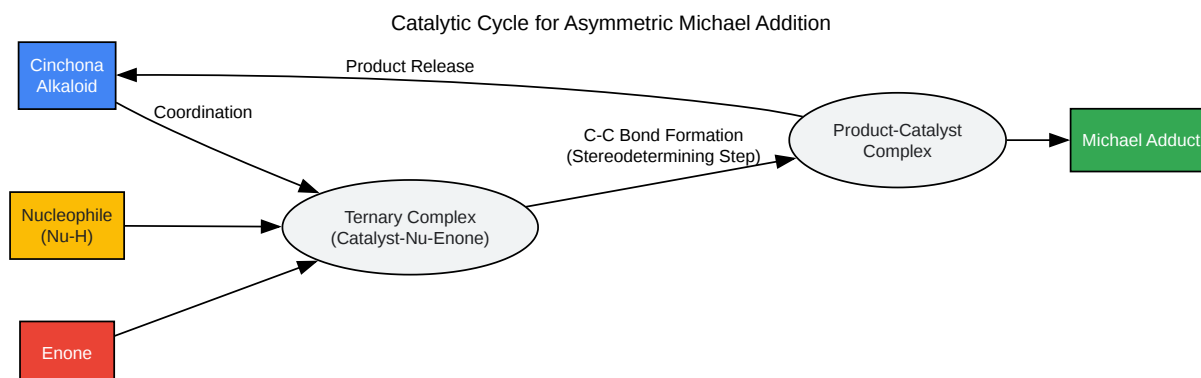 Catalytic Cycle for Asymmetric Michael Addition
Cinchona
Alkaloid
Product Release
Coordination
C-C Bond Formation
(Stereodetermining Step)
Product-Catalyst
Complex
Michael Adduct
Nucleophile
(Nu-H)
Ternary Complex
(Catalyst-Nu-Enone)
Enone